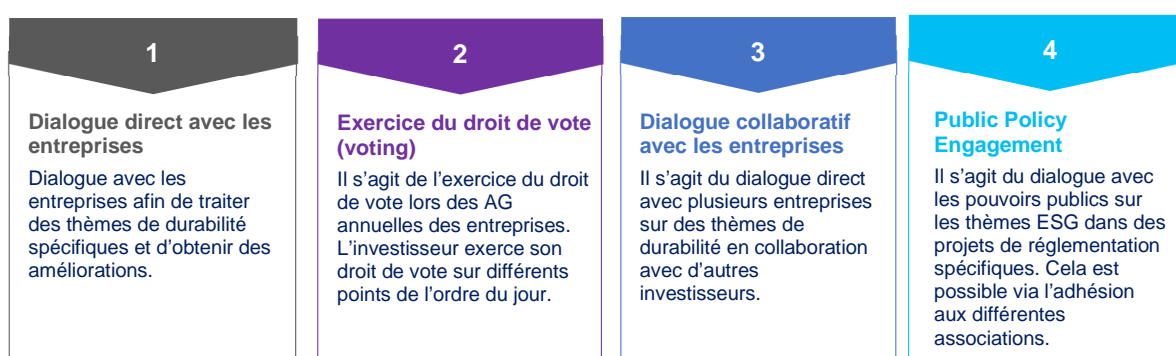 1
Dialogue direct avec les
entreprises
Dialogue avec les
entreprises afin de traiter
des thèmes de durabilité
spécifiques et d’obtenir des
améliorations.
2
Exercice du droit de vote
(voting)
Il s’agit de l’exercice du droit
de vote lors des AG
annuelles des entreprises.
L’investisseur exerce son
droit de vote sur différents
points de l’ordre du jour.
3
Dialogue collaboratif
avec les entreprises
Il s’agit du dialogue direct
avec plusieurs entreprises
sur des thèmes de
durabilité en collaboration
avec d’autres
investisseurs.
4
Public Policy
Engagement
Il s’agit du dialogue avec
les pouvoirs publics sur
les thèmes ESG dans des
projets de réglementation
spécifiques. Cela est
possible via l’adhésion
aux différentes
associations.